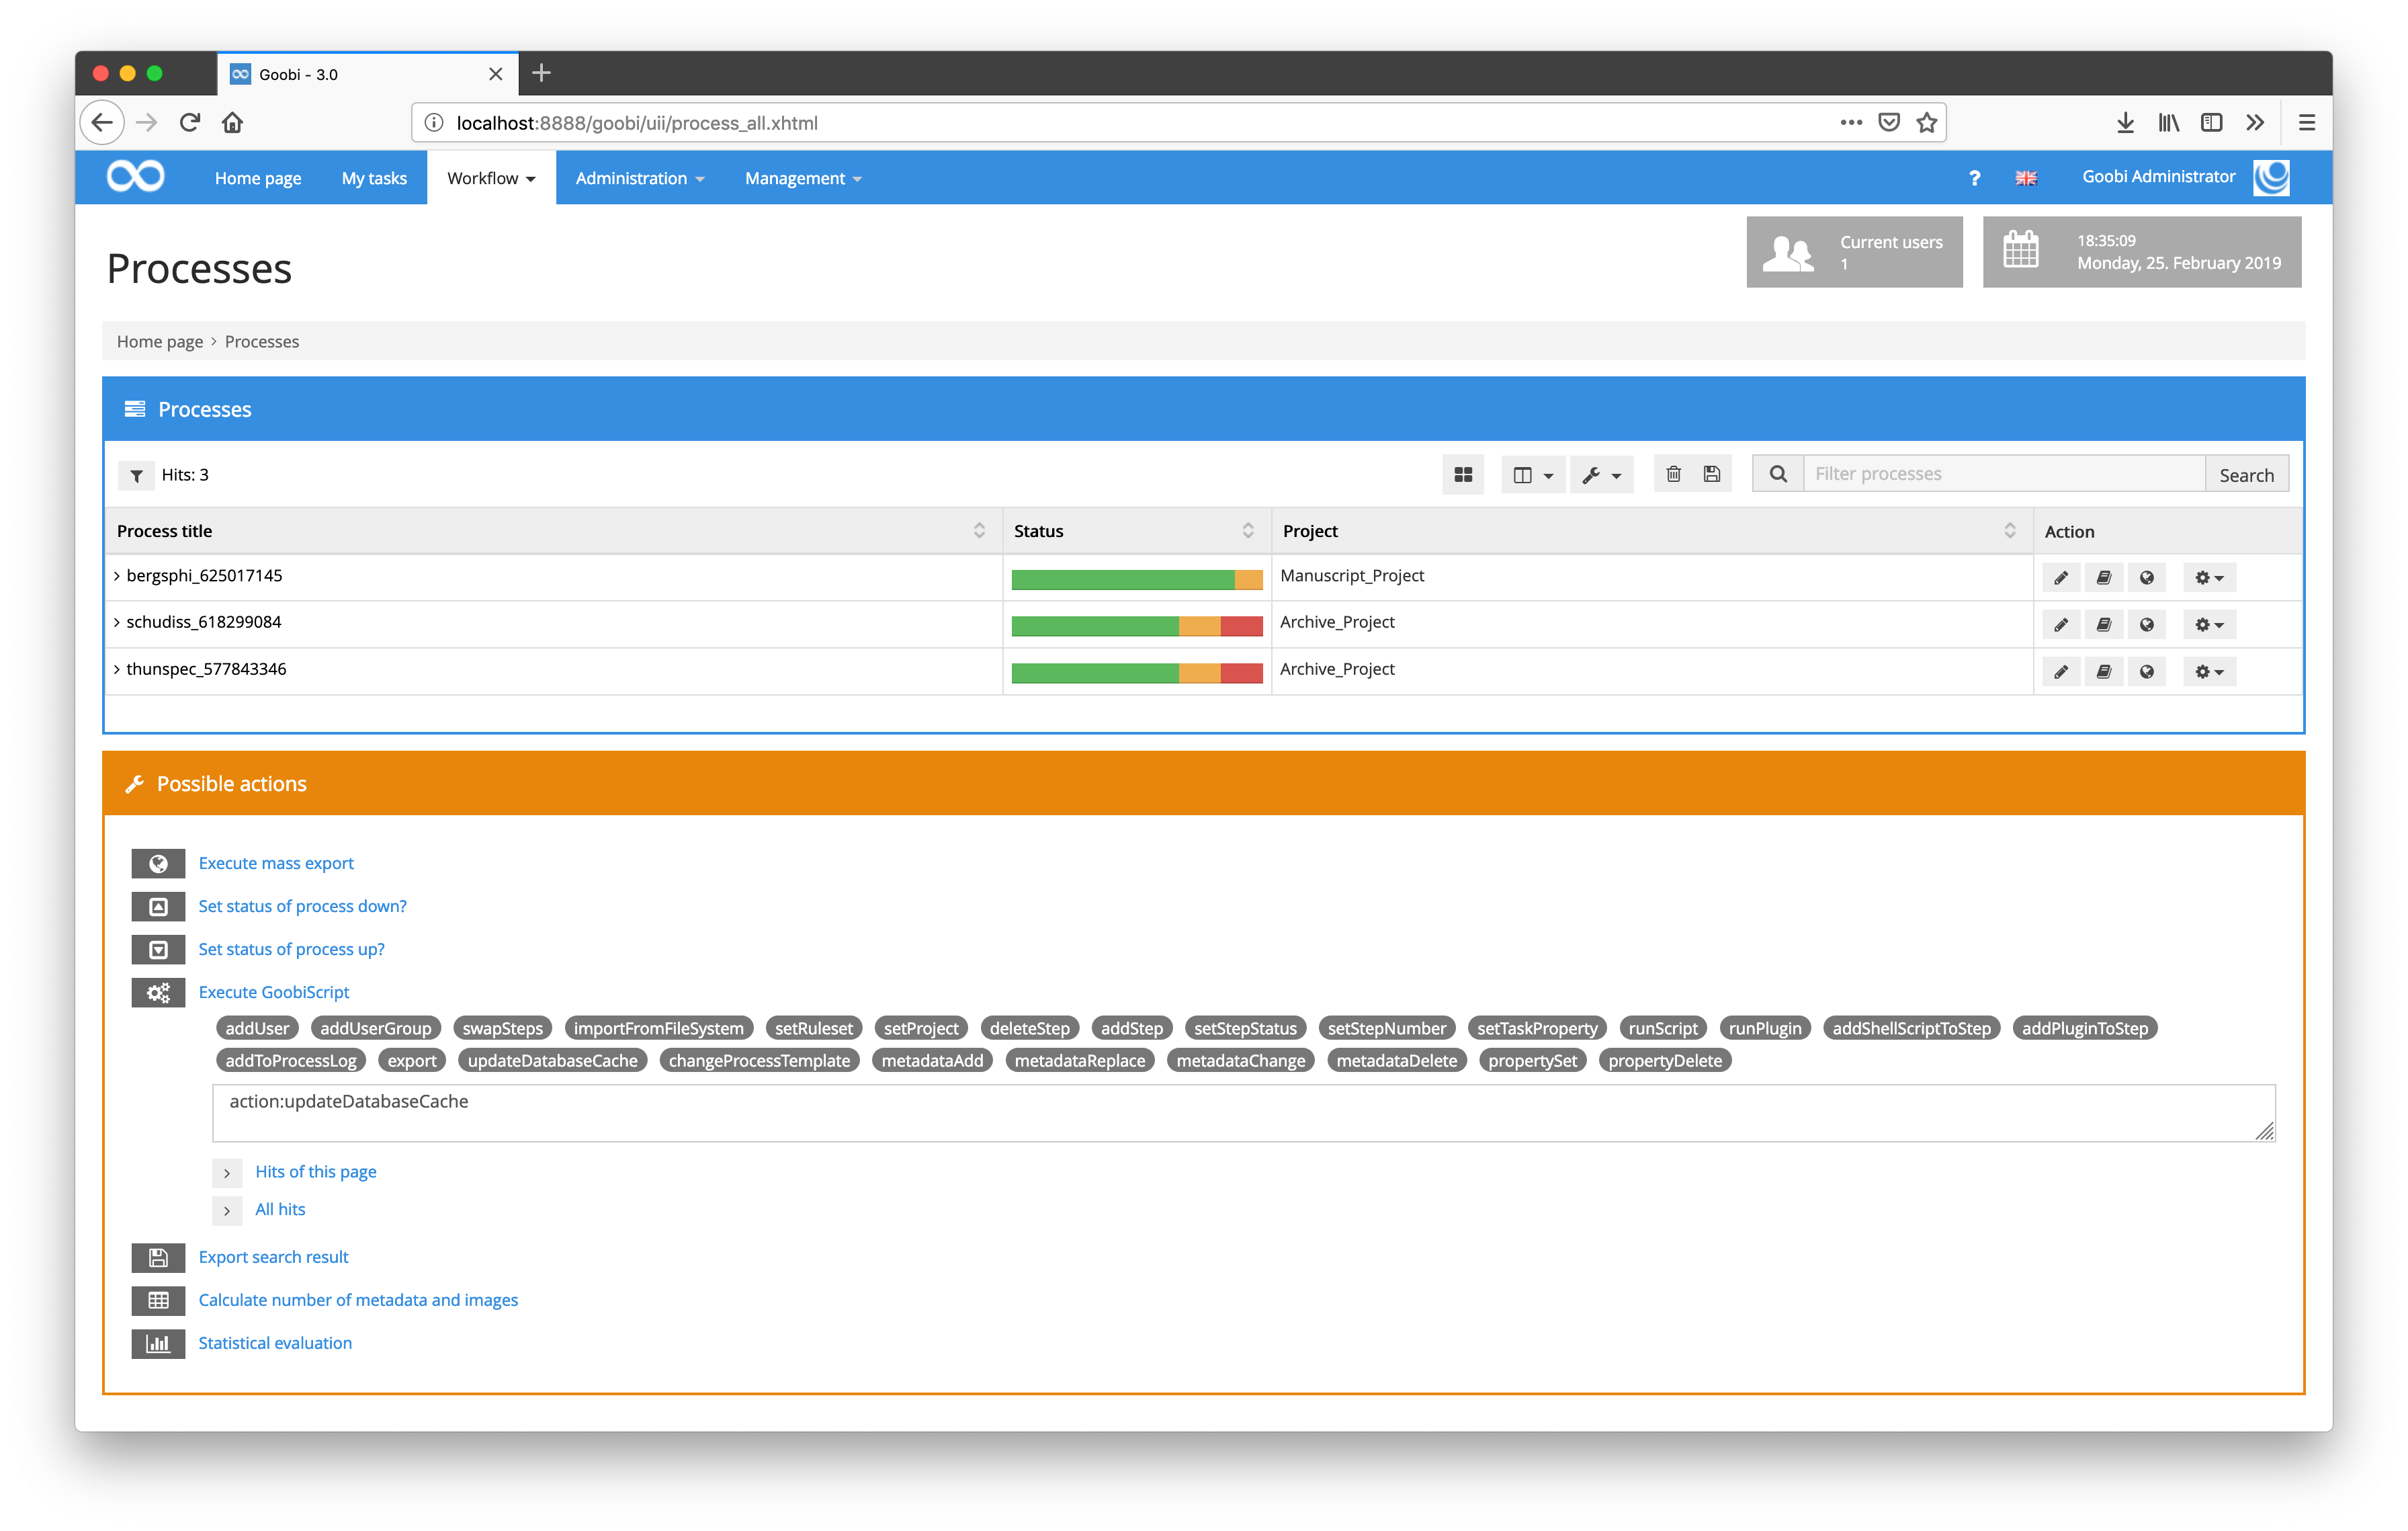 Goobi - 3.0
localhost:8888/goobi/uii/process_all.xhtml
Home page My tasks Workflow Administration Management ? Goobi Administrator
Processes
Current users
1
18:35:09
Monday, 25. February 2019
Home page > Processes
Processes
Hits: 3 Filter processes Search
Process title Status Project Action
bergsphi_625017145 Manuscript_Project
schudiss_618299084 Archive_Project
thunspec_577843346 Archive_Project
Possible actions
Execute mass export
Set status of process down?
Set status of process up?
Execute GoobiScript
addUser addUserGroup swapSteps importFromFileSystem setRuleset setProject deleteStep addStep setStepStatus setStepNumber setTaskProperty runScript runPlugin addShellScriptToStep addPluginToStep
addToProcessLog export updateDatabaseCache changeProcessTemplate metadataAdd metadataReplace metadataChange metadataDelete propertySet propertyDelete
action:updateDatabaseCache
Hits of this page
All hits
Export search result
Calculate number of metadata and images
Statistical evaluation